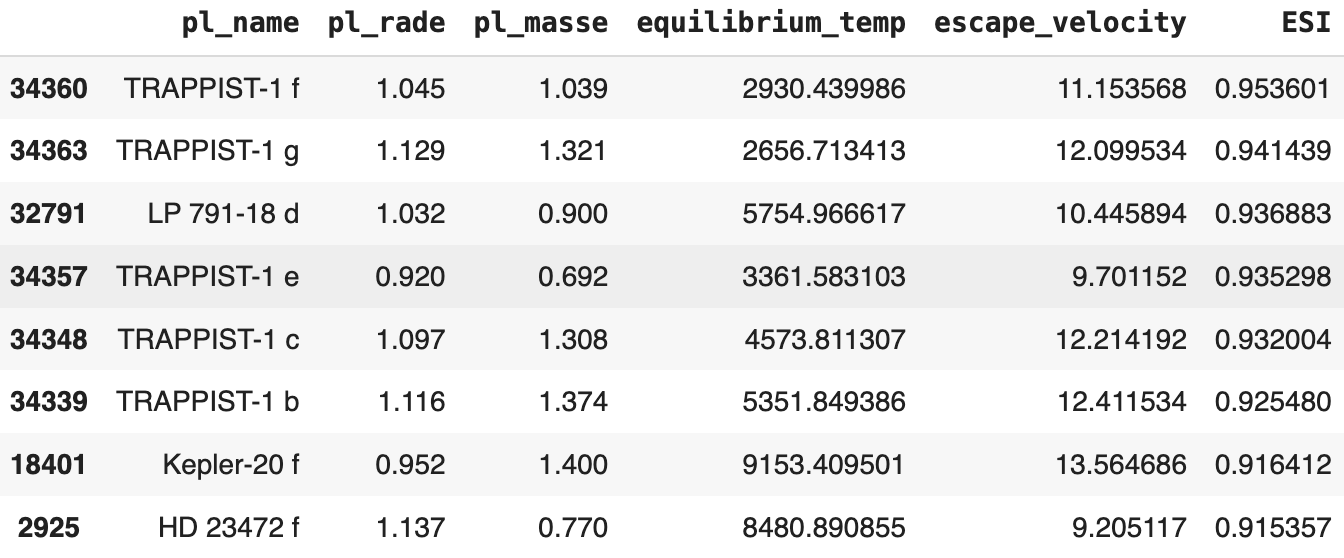 pl_name pl_rade pl_masse equilibrium_temp escape_velocity ESI
34360 TRAPPIST-1 f 1.045 1.039 2930.439986 11.153568 0.953601
34363 TRAPPIST-1 g 1.129 1.321 2656.713413 12.099534 0.941439
32791 LP 791-18 d 1.032 0.900 5754.966617 10.445894 0.936883
34357 TRAPPIST-1 e 0.920 0.692 3361.583103 9.701152 0.935298
34348 TRAPPIST-1 c 1.097 1.308 4573.811307 12.214192 0.932004
34339 TRAPPIST-1 b 1.116 1.374 5351.849386 12.411534 0.925480
18401 Kepler-20 f 0.952 1.400 9153.409501 13.564686 0.916412
2925 HD 23472 f 1.137 0.770 8480.890855 9.205117 0.915357